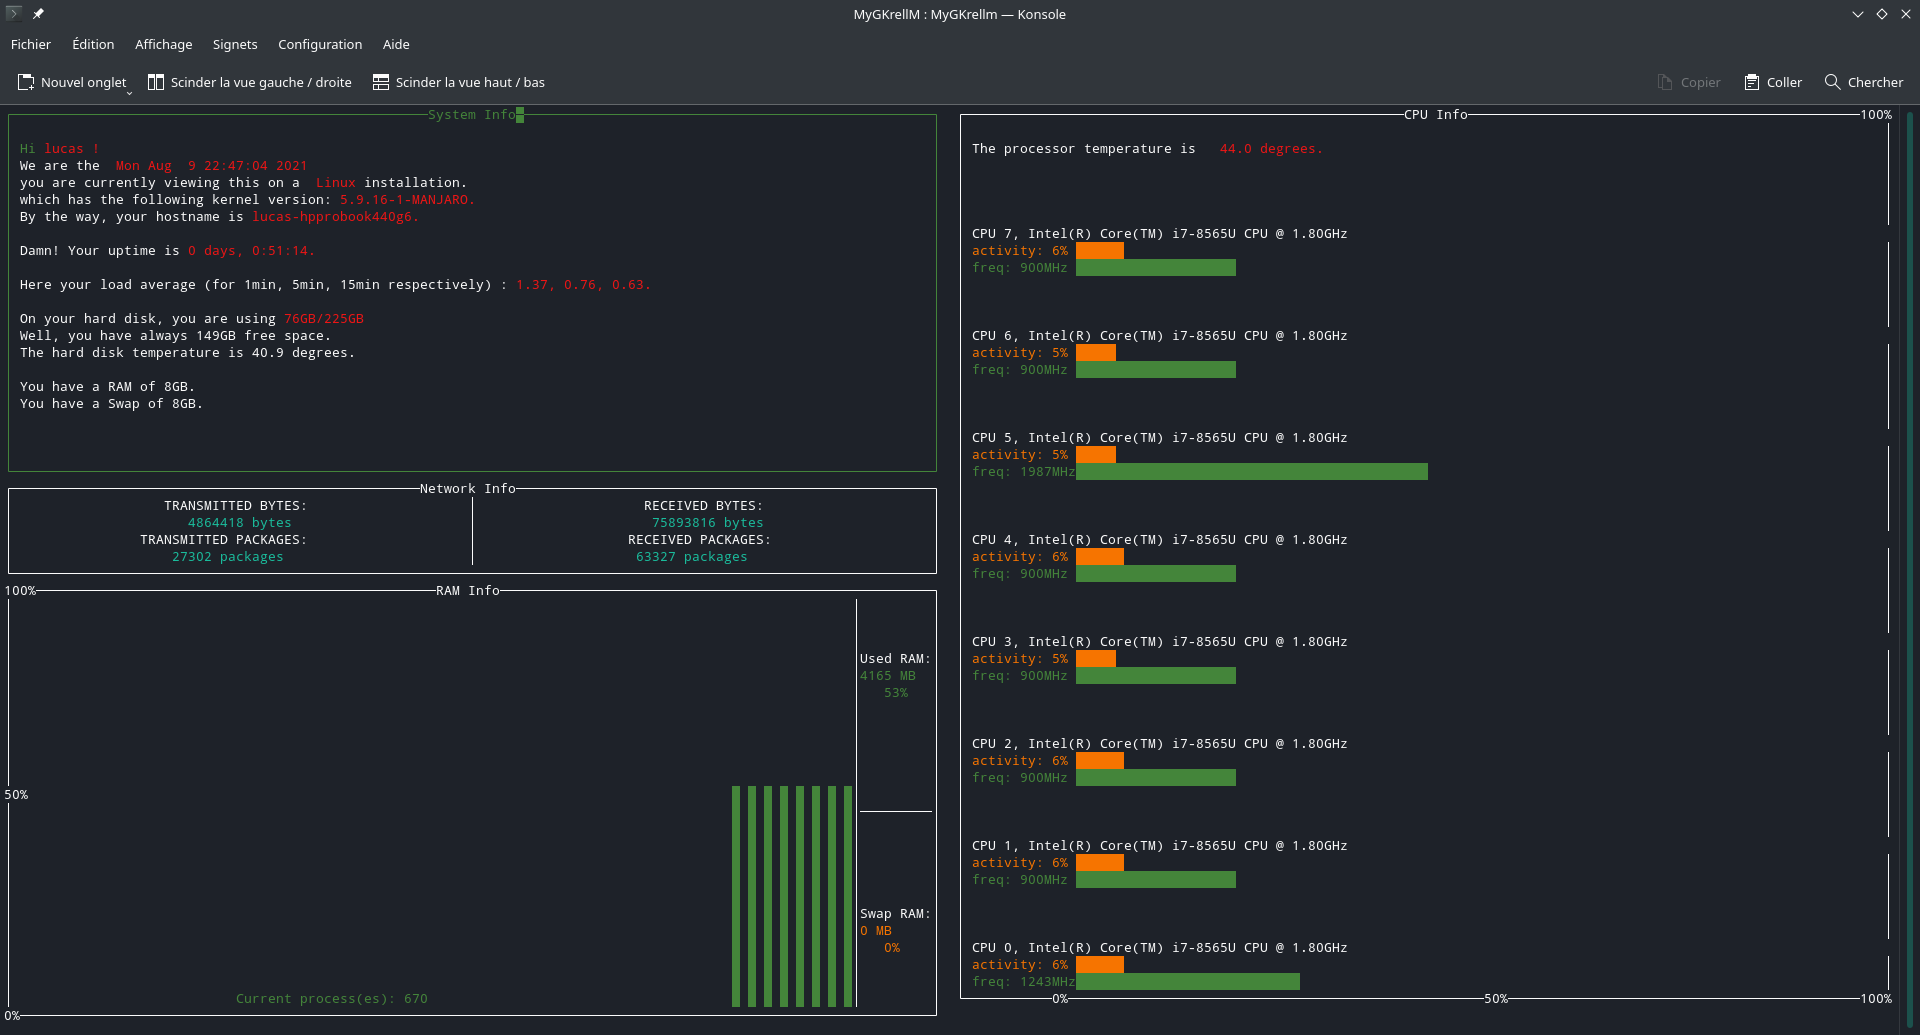 MyGKrellM : MyGKrellm — Konsole
Fichier Édition Affichage Signets Configuration Aide
Nouvel onglet Scinder la vue gauche / droite Scinder la vue haut / bas Copier Coller Chercher
System Info
Hi lucas !
We are the Mon Aug 9 22:47:04 2021
you are currently viewing this on a Linux installation.
which has the following kernel version: 5.9.16-1-MANJARO.
By the way, your hostname is lucas-hpprobook440g6.
Damn! Your uptime is 0 days, 0:51:14.
Here your load average (for 1min, 5min, 15min respectively) : 1.37, 0.76, 0.63.
On your hard disk, you are using 76GB/225GB
Well, you have always 149GB free space.
The hard disk temperature is 40.9 degrees.
You have a RAM of 8GB.
You have a Swap of 8GB.
Network Info
TRANSMITTED BYTES:
4864418 bytes
TRANSMITTED PACKAGES:
27302 packages
RECEIVED BYTES:
75893816 bytes
RECEIVED PACKAGES:
63327 packages
RAM Info
100%
50%
0%
Used RAM:
4165 MB
53%
Swap RAM:
0 MB
0%
Current process(es): 670
CPU Info
100%
The processor temperature is 44.0 degrees.
CPU 7, Intel(R) Core(TM) i7-8565U CPU @ 1.80GHz
activity: 6%
freq: 900MHz
CPU 6, Intel(R) Core(TM) i7-8565U CPU @ 1.80GHz
activity: 5%
freq: 900MHz
CPU 5, Intel(R) Core(TM) i7-8565U CPU @ 1.80GHz
activity: 5%
freq: 1987MHz
CPU 4, Intel(R) Core(TM) i7-8565U CPU @ 1.80GHz
activity: 6%
freq: 900MHz
CPU 3, Intel(R) Core(TM) i7-8565U CPU @ 1.80GHz
activity: 5%
freq: 900MHz
CPU 2, Intel(R) Core(TM) i7-8565U CPU @ 1.80GHz
activity: 6%
freq: 900MHz
CPU 1, Intel(R) Core(TM) i7-8565U CPU @ 1.80GHz
activity: 6%
freq: 900MHz
CPU 0, Intel(R) Core(TM) i7-8565U CPU @ 1.80GHz
activity: 6%
freq: 1243MHz
0% 50% 100%